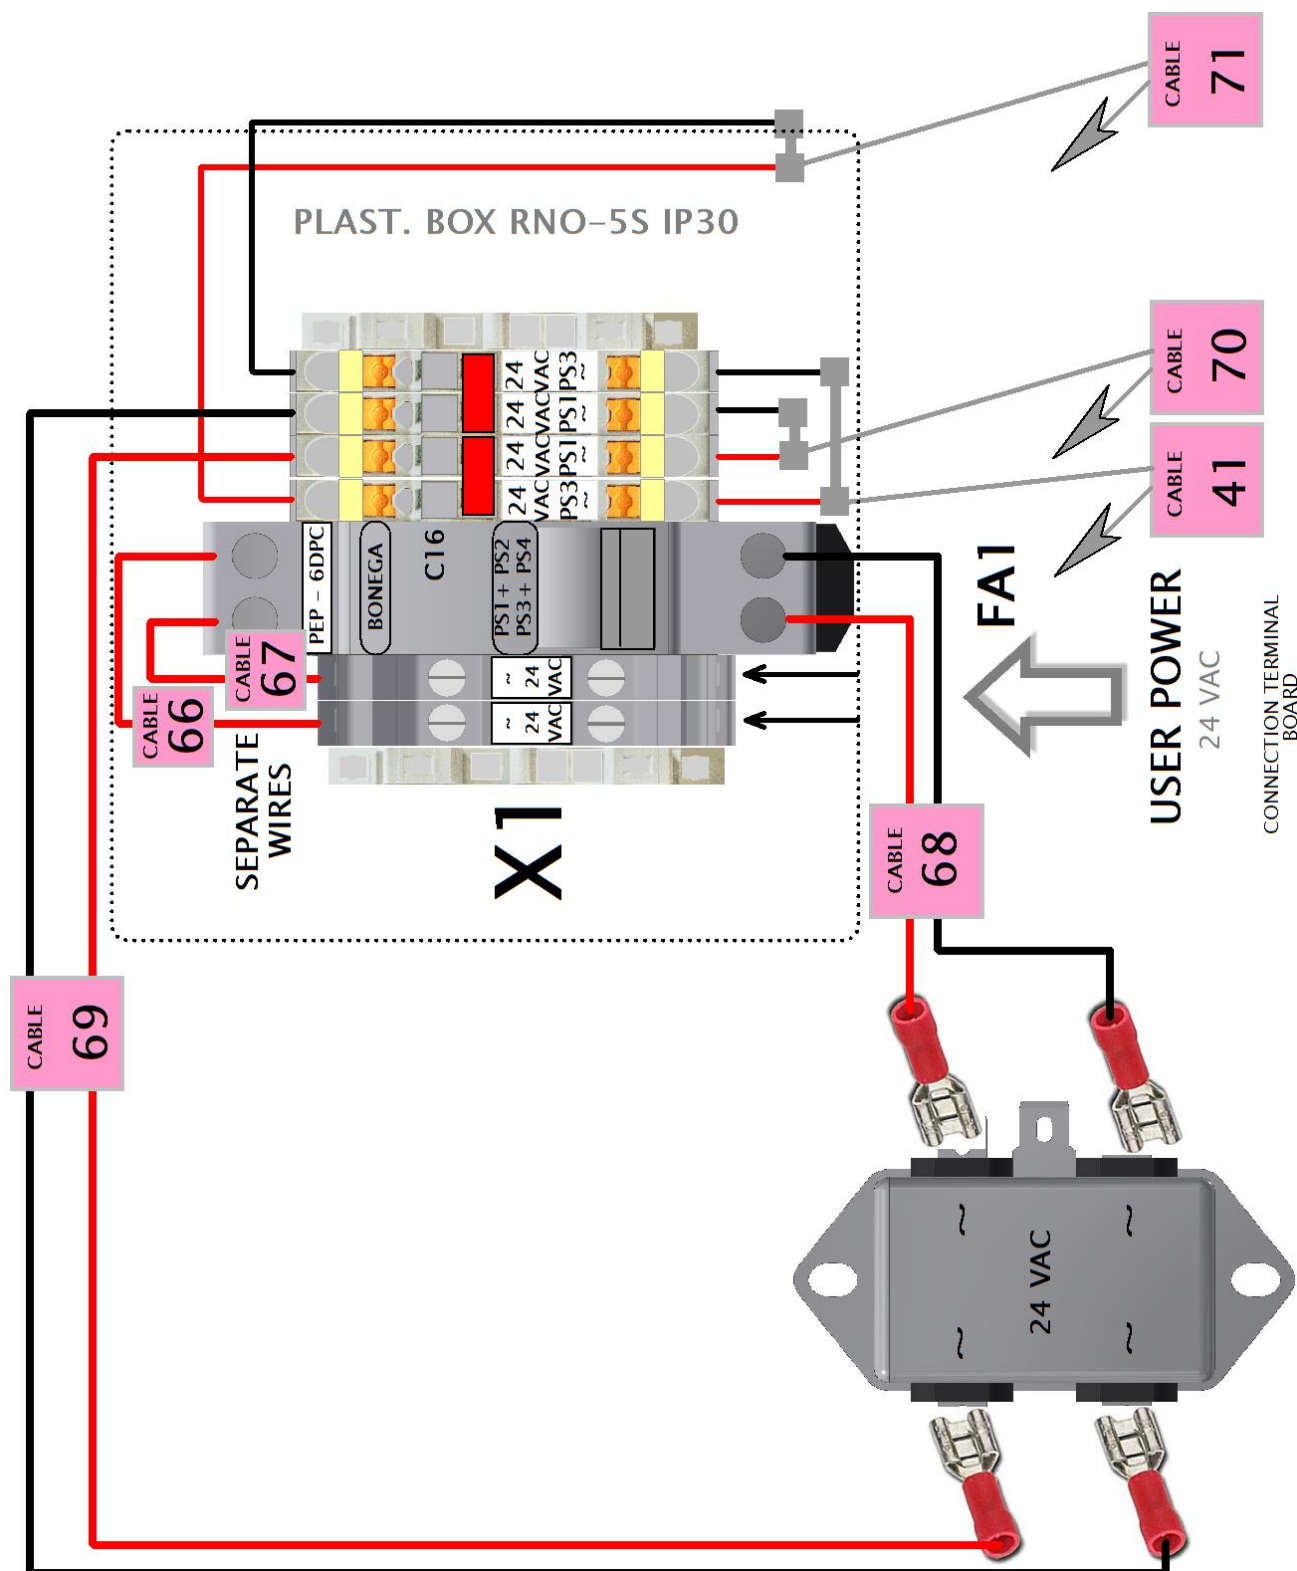 CABLE
71
PLAST. BOX RNO-5S IP30
CABLE
70
CABLE
41
24
VAC
PS3
~
24
VAC
PS1
~
24
VAC
PS1
~
24
VAC
PS3
~
PEP - 6DPC
BONEGA
C16
PS1+ PS2
PS3+ PS4
FA1
USER POWER
24 VAC
CONNECTION TERMINAL
BOARD
CABLE
67
CABLE
66
~
24
VAC
~
24
VAC
SEPARATE
WIRES
X1
CABLE
68
CABLE
69
~
~
24 VAC
~
~